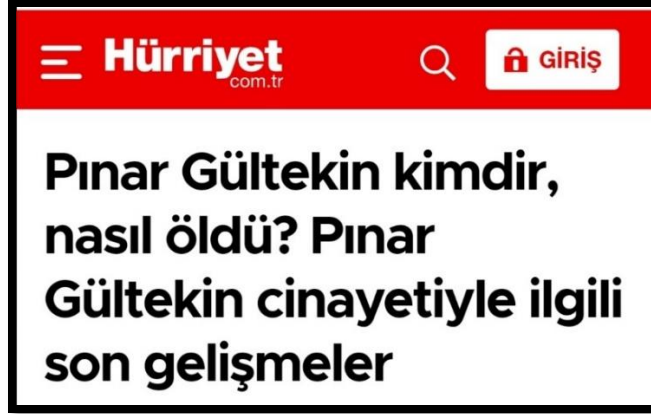 Hürriyet
com.tr
GİRİŞ
Pınar Gültekin kimdir,
nasıl öldü? Pınar
Gültekin cinayetiyle ilgili
son gelişmeler